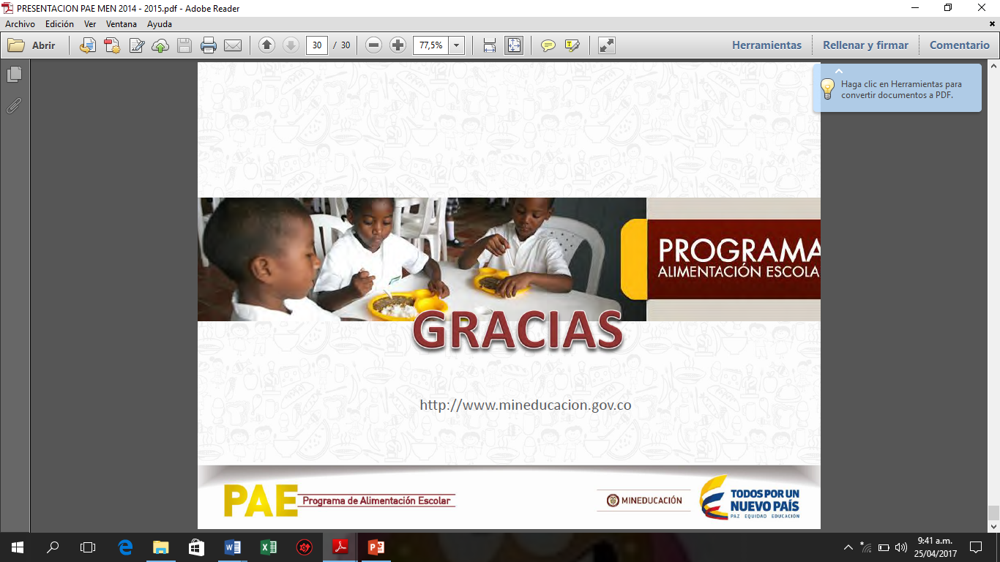 PRESENTACION PAE MEN 2014 - 2015.pdf - Adobe Reader
Archivo Edición Ver Ventana Ayuda
Abrir 30 / 30 77,5% Herramientas Rellenar y firmar Comentario
Haga clic en Herramientas para
convertir documentos a PDF.
PROGRAMA
ALIMENTACIÓN ESCOLA
GRACIAS
http://www.mineducacion.gov.co
PAE Programa de Alimentación Escolar
MINEDUCACIÓN
TODOS POR UN
NUEVO PAÍS
PAZ EQUIDAD EDUCACIÓN
9:41 a.m.
25/04/2017